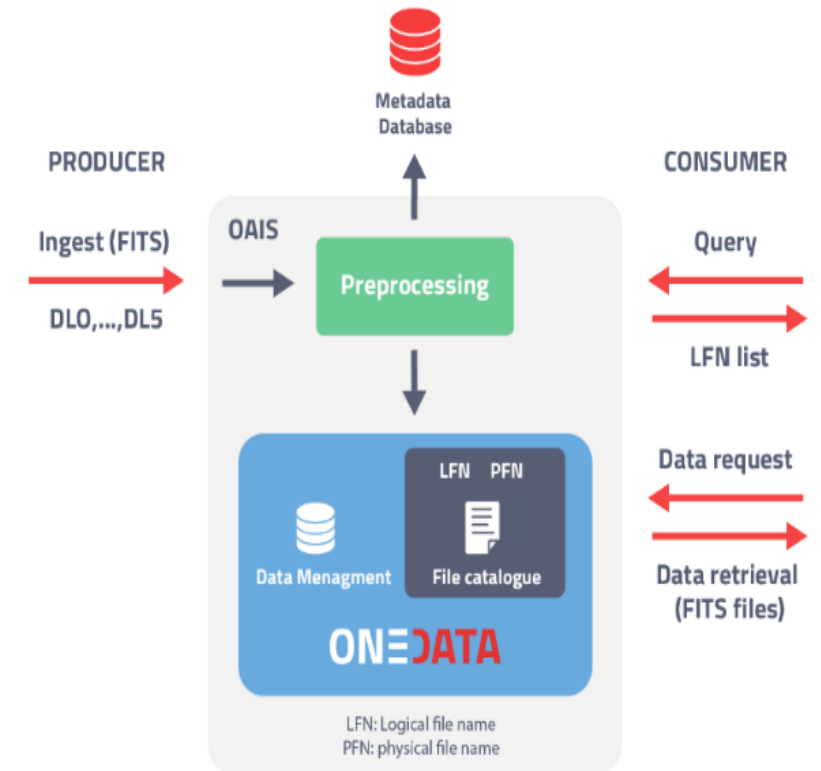 Metadata
Database
PRODUCER
CONSUMER
Ingest (FITS)
DL0,...,DL5
OAIS
Preprocessing
Query
LFN list
Data request
Data retrieval
(FITS files)
LFN PFN
Data Menagment
File catalogue
ONEDATA
LFN: Logical file name
PFN: physical file name